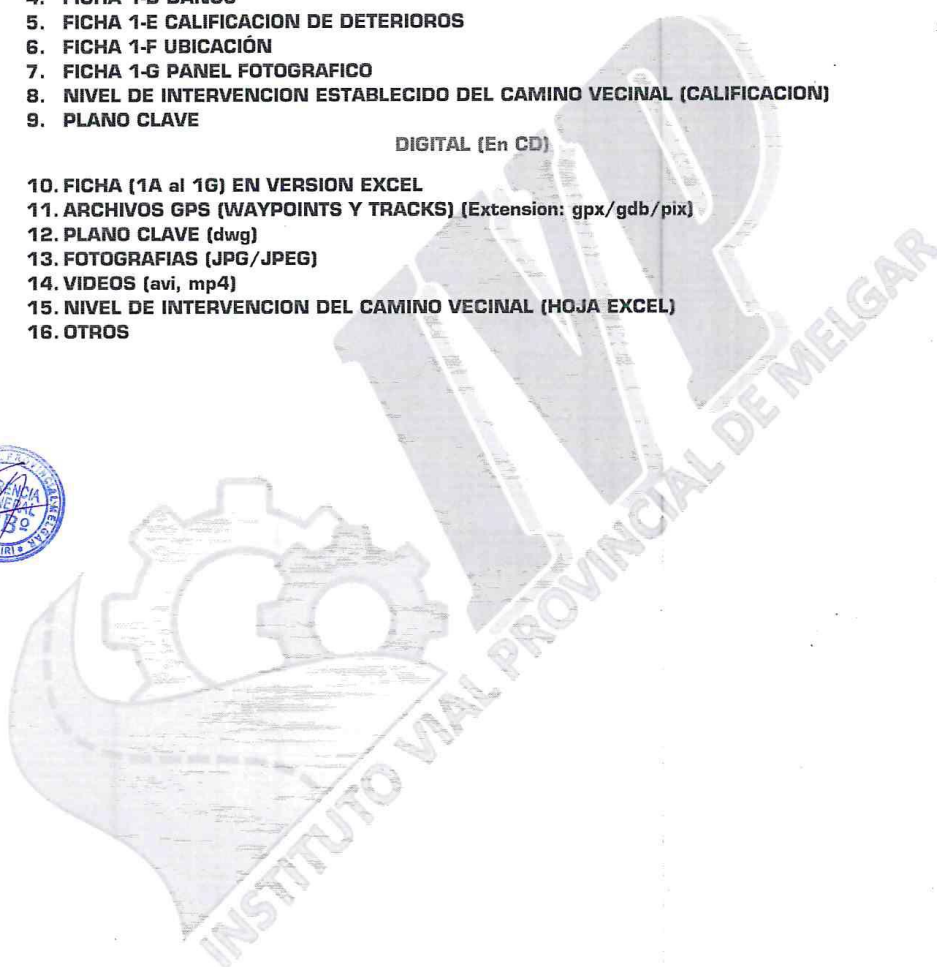 4. FICHA 1-D DAÑOS
5. FICHA 1-E CALIFICACION DE DETERIOROS
6. FICHA 1-F UBICACIÓN
7. FICHA 1-G PANEL FOTOGRAFICO
8. NIVEL DE INTERVENCION ESTABLECIDO DEL CAMINO VECINAL (CALIFICACION)
9. PLANO CLAVE
DIGITAL (En CD)
10. FICHA (1A al 1G) EN VERSION EXCEL
11. ARCHIVOS GPS (WAYPOINTS Y TRACKS) (Extension: gpx/gdb/pix)
12. PLANO CLAVE (dwg)
13. FOTOGRAFIAS (JPG/JPEG)
14. VIDEOS (avi, mp4)
15. NIVEL DE INTERVENCION DEL CAMINO VECINAL (HOJA EXCEL)
16. OTROS
IVP
INSTITUTO VIAL PROVINCIAL DE MELGAR